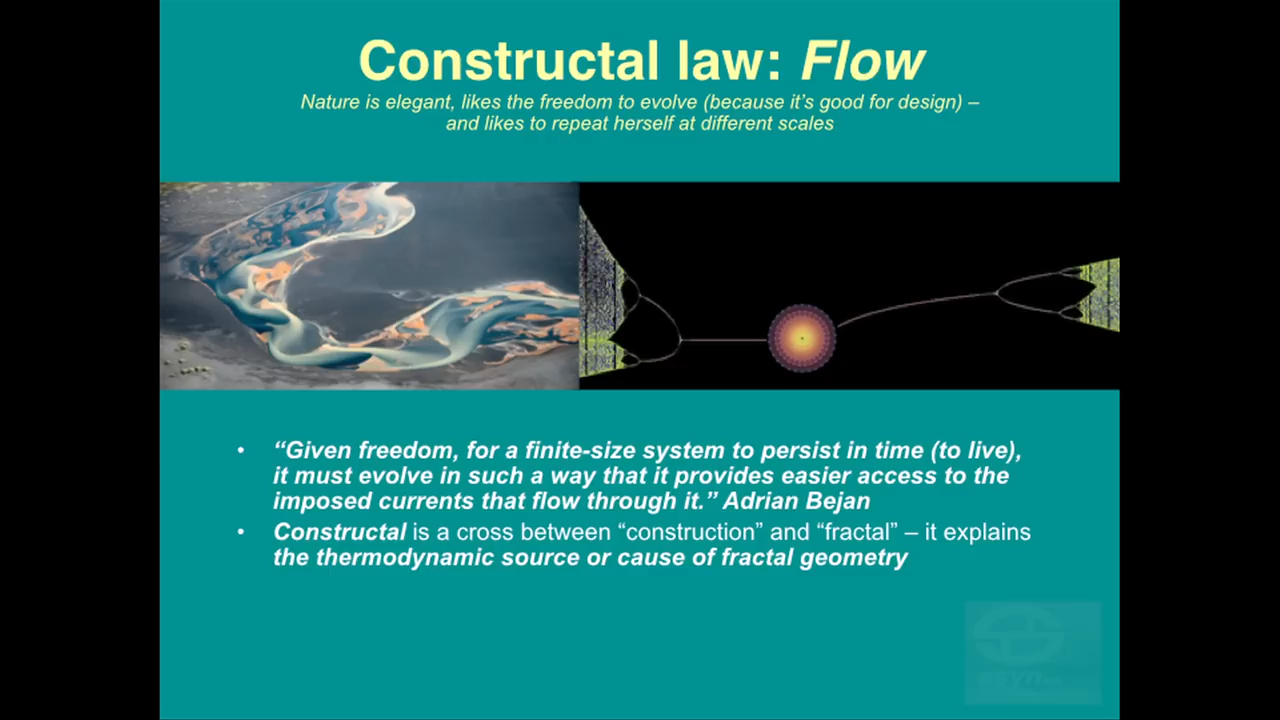 Constructal law: Flow
Nature is elegant, likes the freedom to evolve (because it’s good for design) –
and likes to repeat herself at different scales
• “Given freedom, for a finite-size system to persist in time (to live),
it must evolve in such a way that it provides easier access to the
imposed currents that flow through it.” Adrian Bejan
• Constructal is a cross between “construction” and “fractal” – it explains
the thermodynamic source or cause of fractal geometry